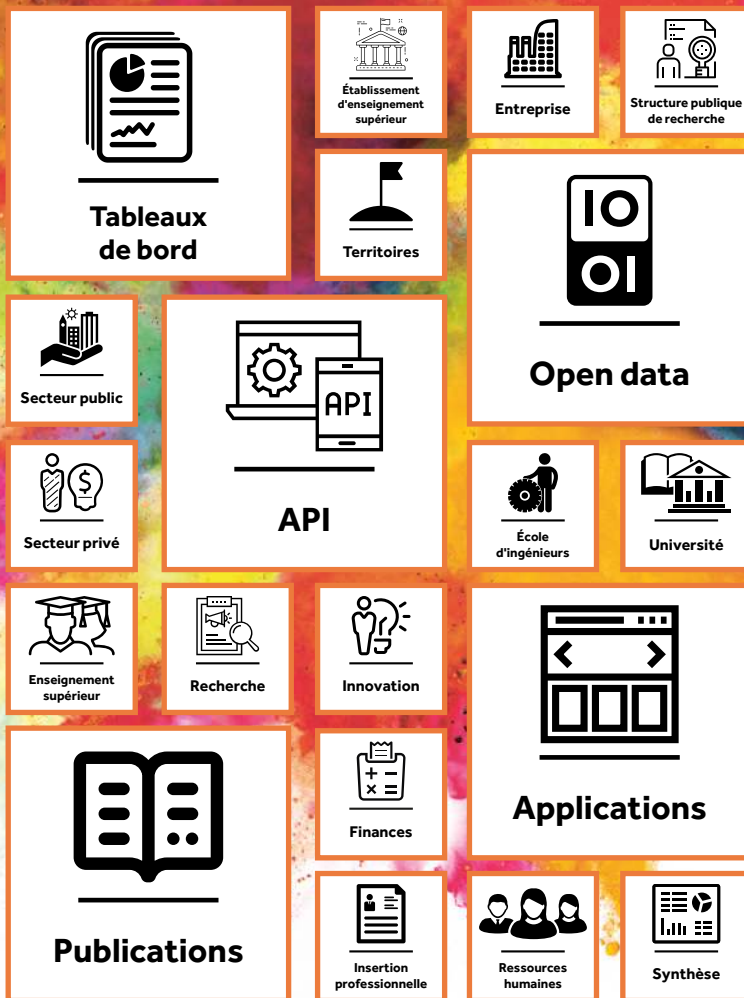 Tableaux
de bord
Établissement
d'enseignement
supérieur
Entreprise
Structure publique
de recherche
Territoires
IO
OI
Open data
Secteur public
API
API
Secteur privé
$
École
d'ingénieurs
Université
Enseignement
supérieur
Recherche
Innovation
Applications
Finances
Publications
Insertion
professionnelle
Ressources
humaines
Synthèse